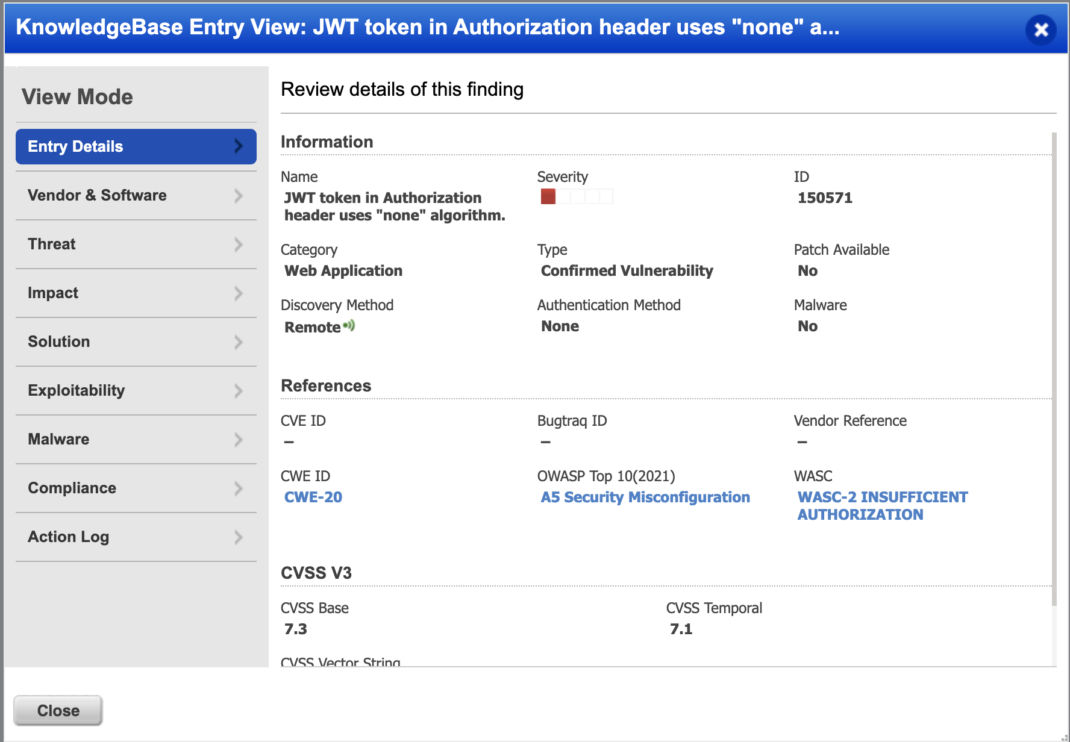 KnowledgeBase Entry View: JWT token in Authorization header uses "none" a...
View Mode
Entry Details
Vendor & Software
Threat
Impact
Solution
Exploitability
Malware
Compliance
Action Log
Review details of this finding
Information
Name
JWT token in Authorization
header uses "none" algorithm.
Severity
ID
150571
Category
Web Application
Type
Confirmed Vulnerability
Patch Available
No
Discovery Method
Remote
Authentication Method
None
Malware
No
References
CVE ID
–
Bugtraq ID
–
Vendor Reference
–
CWE ID
CWE-20
OWASP Top 10(2021)
A5 Security Misconfiguration
WASC
WASC-2 INSUFFICIENT
AUTHORIZATION
CVSS V3
CVSS Base
7.3
CVSS Temporal
7.1
CVSS Vector String
Close